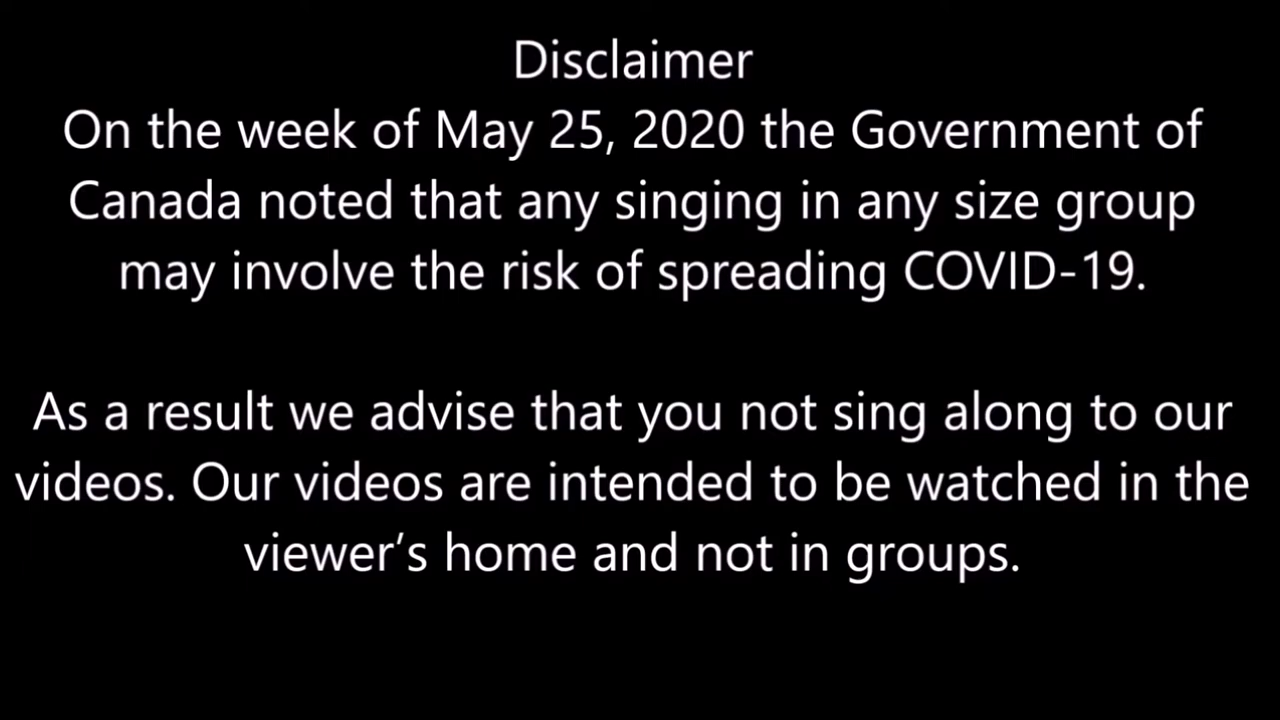 Disclaimer
On the week of May 25, 2020 the Government of
Canada noted that any singing in any size group
may involve the risk of spreading COVID-19.
As a result we advise that you not sing along to our
videos. Our videos are intended to be watched in the
viewer’s home and not in groups.